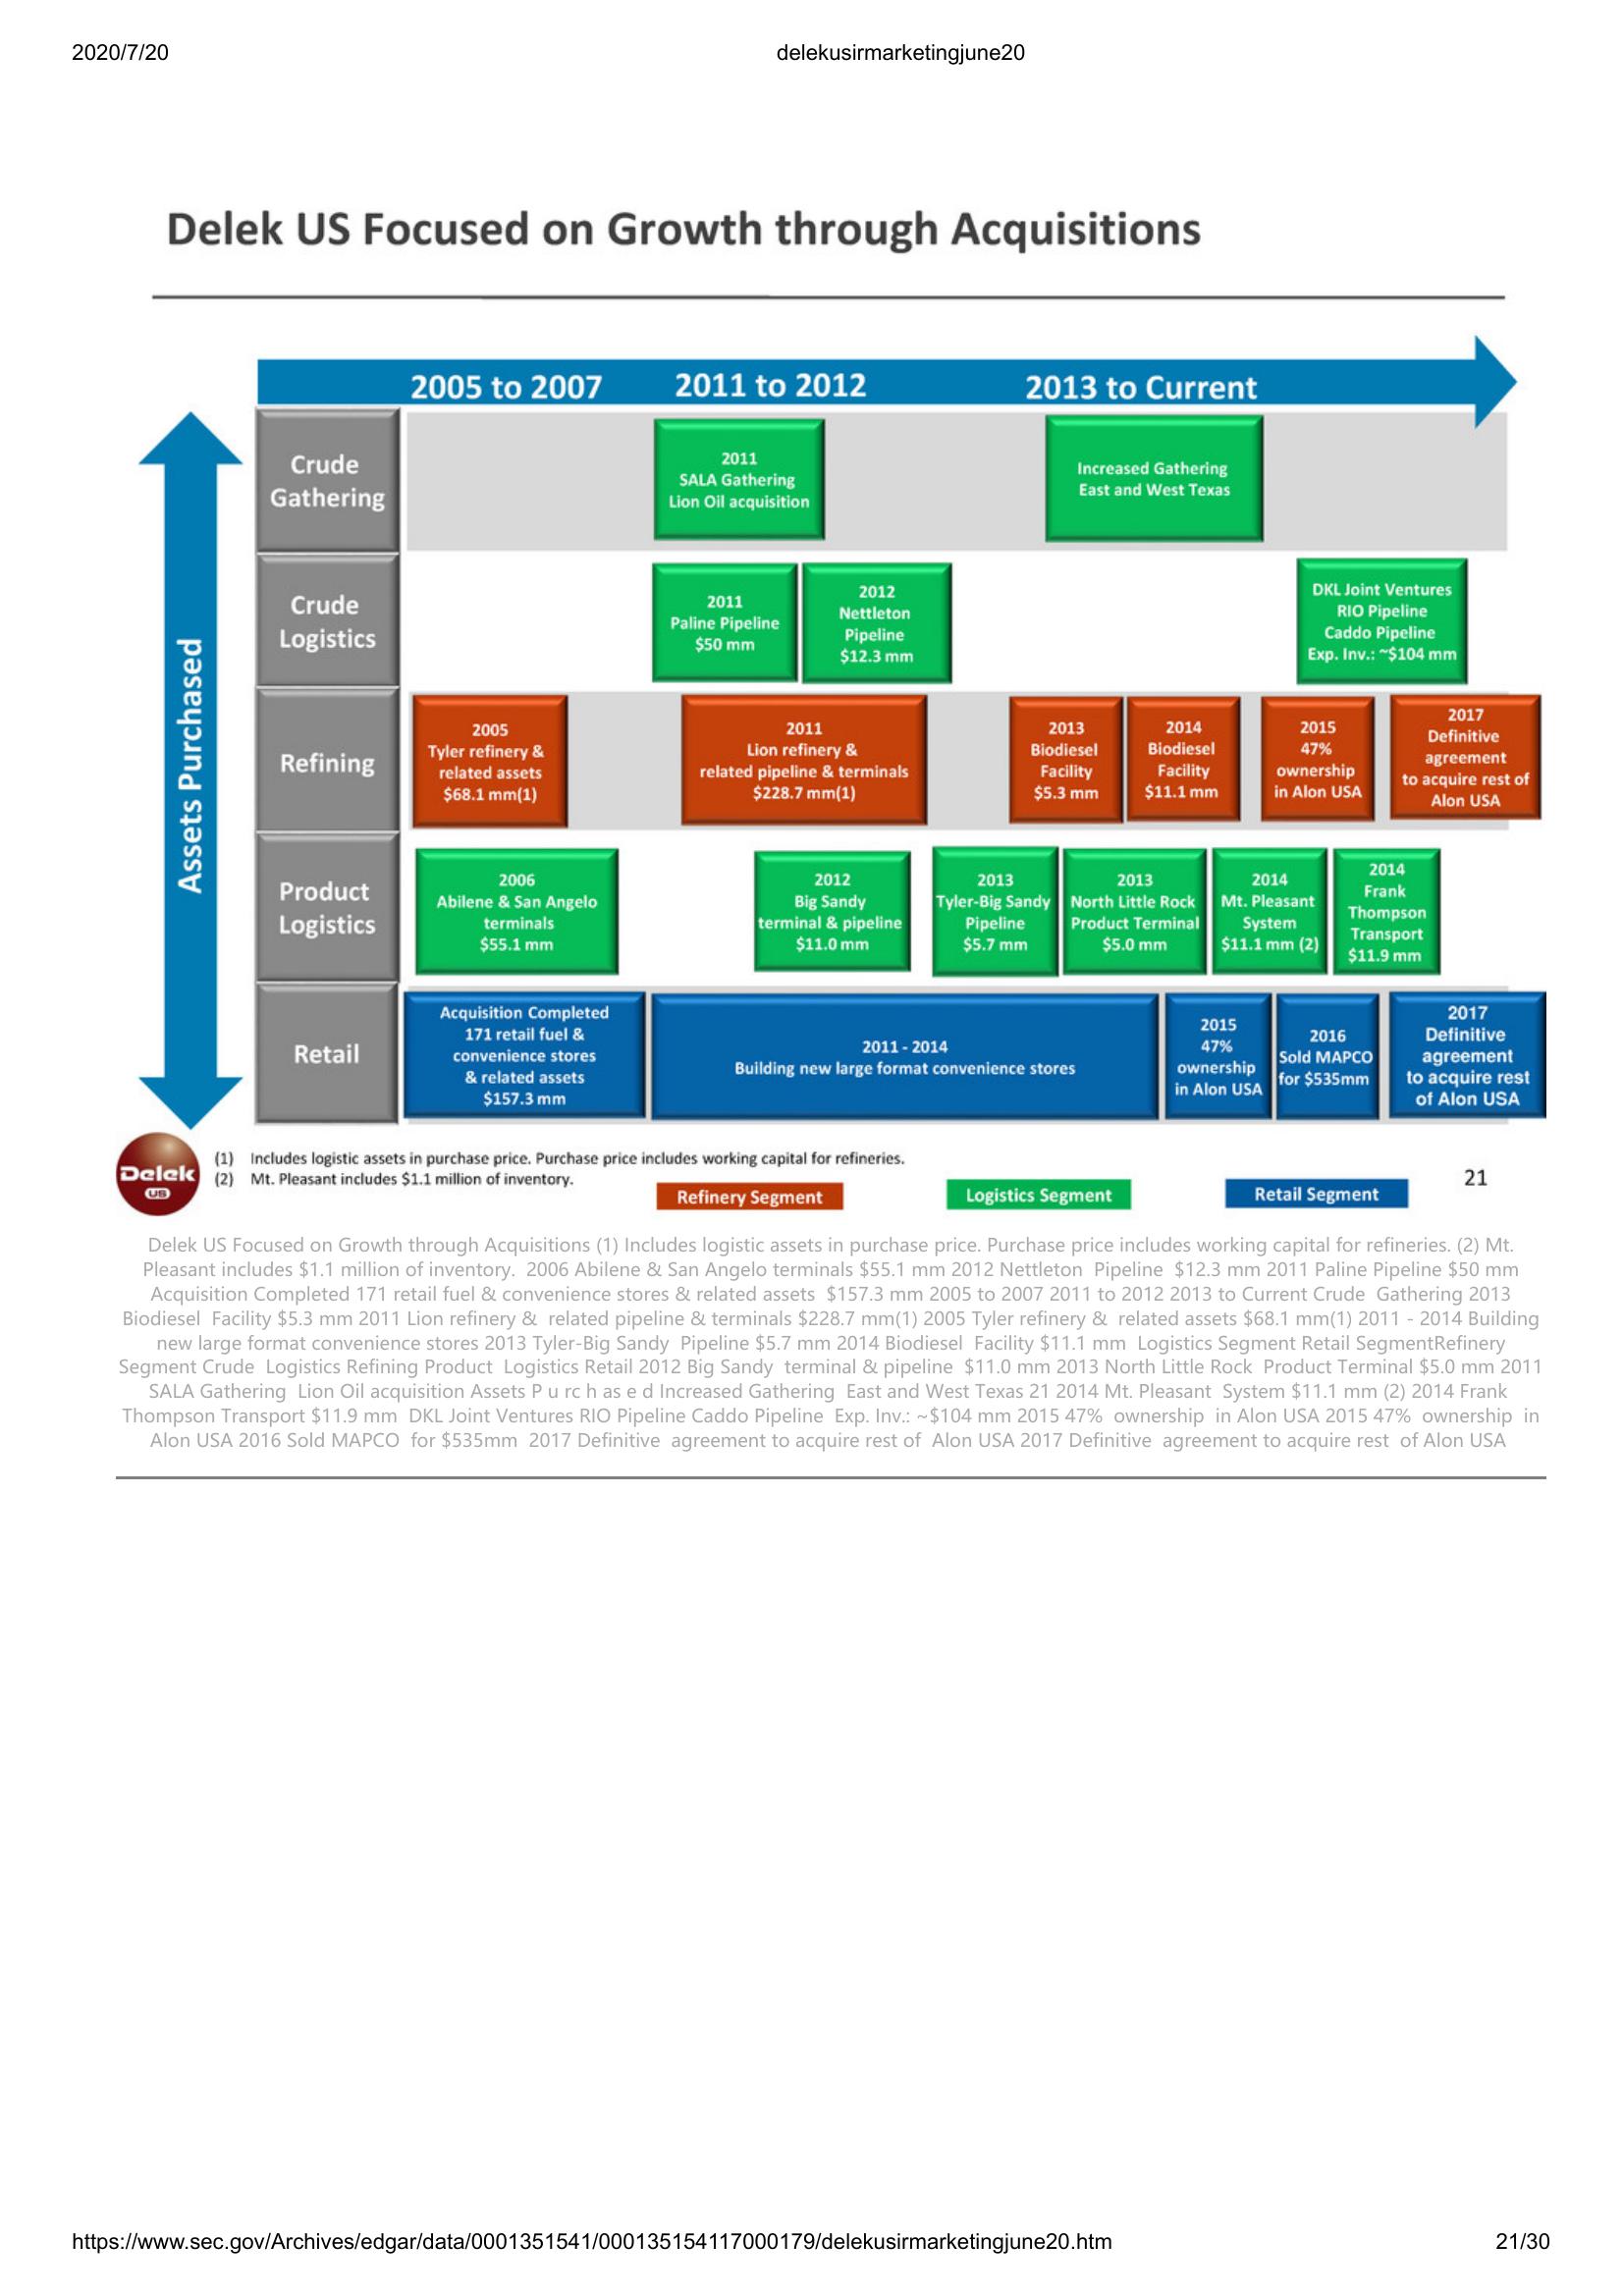 2020/7/20
delekusirmarketingjune20
Delek US Focused on Growth through Acquisitions
2005 to 2007
2011 to 2012
2013 to Current
Assets Purchased
Crude
Gathering
2011
SALA Gathering
Lion Oil acquisition
Increased Gathering
East and West Texas
Crude
Logistics
2011
Paline Pipeline
$50 mm
2012
Nettleton
Pipeline
$12.3 mm
DKL Joint Ventures
RIO Pipeline
Caddo Pipeline
Exp. Inv.: ~$104 mm
Refining
2005
Tyler refinery &
related assets
$68.1 mm(1)
2011
Lion refinery &
related pipeline & terminals
$228.7 mm(1)
2013
Biodiesel
Facility
$5.3 mm
2014
Biodiesel
Facility
$11.1 mm
2015
47%
ownership
in Alon USA
2017
Definitive
agreement
to acquire rest of
Alon USA
Product
Logistics
2006
Abilene & San Angelo
terminals
$55.1 mm
2012
Big Sandy
terminal & pipeline
$11.0 mm
2013
Tyler-Big Sandy
Pipeline
$5.7 mm
2013
North Little Rock
Product Terminal
$5.0 mm
2014
Mt. Pleasant
System
$11.1 mm (2)
2014
Frank
Thompson
Transport
$11.9 mm
Retail
Acquisition Completed
171 retail fuel &
convenience stores
& related assets
$157.3 mm
2011 - 2014
Building new large format convenience stores
2015
47%
ownership
in Alon USA
2016
Sold MAPCO
for $535mm
2017
Definitive
agreement
to acquire rest
of Alon USA
Delek
US
(1) Includes logistic assets in purchase price. Purchase price includes working capital for refineries.
(2) Mt. Pleasant includes $1.1 million of inventory.
Refinery Segment
Logistics Segment
Retail Segment
21
Delek US Focused on Growth through Acquisitions (1) Includes logistic assets in purchase price. Purchase price includes working capital for refineries. (2) Mt.
Pleasant includes $1.1 million of inventory. 2006 Abilene & San Angelo terminals $55.1 mm 2012 Nettleton Pipeline $12.3 mm 2011 Paline Pipeline $50 mm
Acquisition Completed 171 retail fuel & convenience stores & related assets $157.3 mm 2005 to 2007 2011 to 2012 2013 to Current Crude Gathering 2013
Biodiesel Facility $5.3 mm 2011 Lion refinery & related pipeline & terminals $228.7 mm(1) 2005 Tyler refinery & related assets $68.1 mm(1) 2011 - 2014 Building
new large format convenience stores 2013 Tyler-Big Sandy Pipeline $5.7 mm 2014 Biodiesel Facility $11.1 mm Logistics Segment Retail SegmentRefinery
Segment Crude Logistics Refining Product Logistics Retail 2012 Big Sandy terminal & pipeline $11.0 mm 2013 North Little Rock Product Terminal $5.0 mm 2011
SALA Gathering Lion Oil acquisition Assets P u rc h as e d Increased Gathering East and West Texas 21 2014 Mt. Pleasant System $11.1 mm (2) 2014 Frank
Thompson Transport $11.9 mm DKL Joint Ventures RIO Pipeline Caddo Pipeline Exp. Inv.: ~$104 mm 2015 47% ownership in Alon USA 2015 47% ownership in
Alon USA 2016 Sold MAPCO for $535mm 2017 Definitive agreement to acquire rest of Alon USA 2017 Definitive agreement to acquire rest of Alon USA
https://www.sec.gov/Archives/edgar/data/0001351541/000135154117000179/delekusirmarketingjune20.htm
21/30